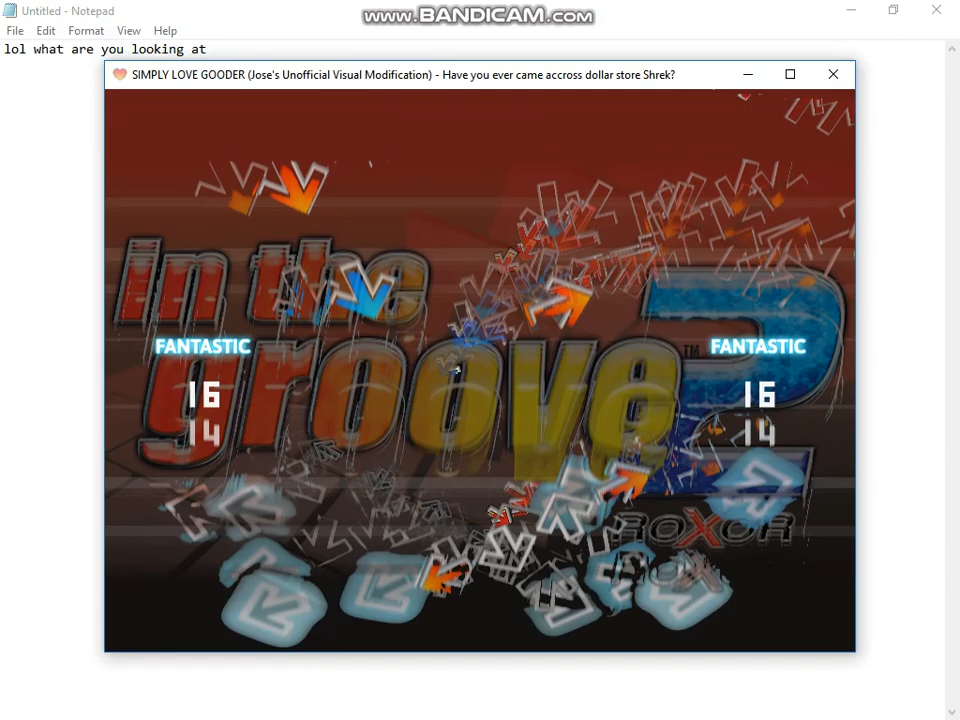 Untitled - Notepad
www.BANDICAM.com
File Edit Format View Help
lol what are you looking at
SIMPLY LOVE GOODER (Jose's Unofficial Visual Modification) - Have you ever came accross dollar store Shrek?
in the
groove 2
™
FANTASTIC FANTASTIC
16 16
14 14
ROXOR